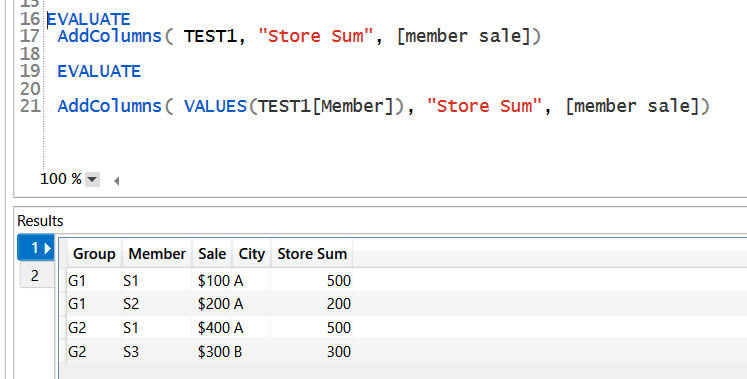 15
16 EVALUATE
17 AddColumns( TEST1, "Store Sum", [member sale])
18
19 EVALUATE
20
21 AddColumns( VALUES(TEST1[Member]), "Store Sum", [member sale])
100 %
Results
1
2
Group Member Sale City Store Sum
G1 S1 $100 A 500
G1 S2 $200 A 200
G2 S1 $400 A 500
G2 S3 $300 B 300